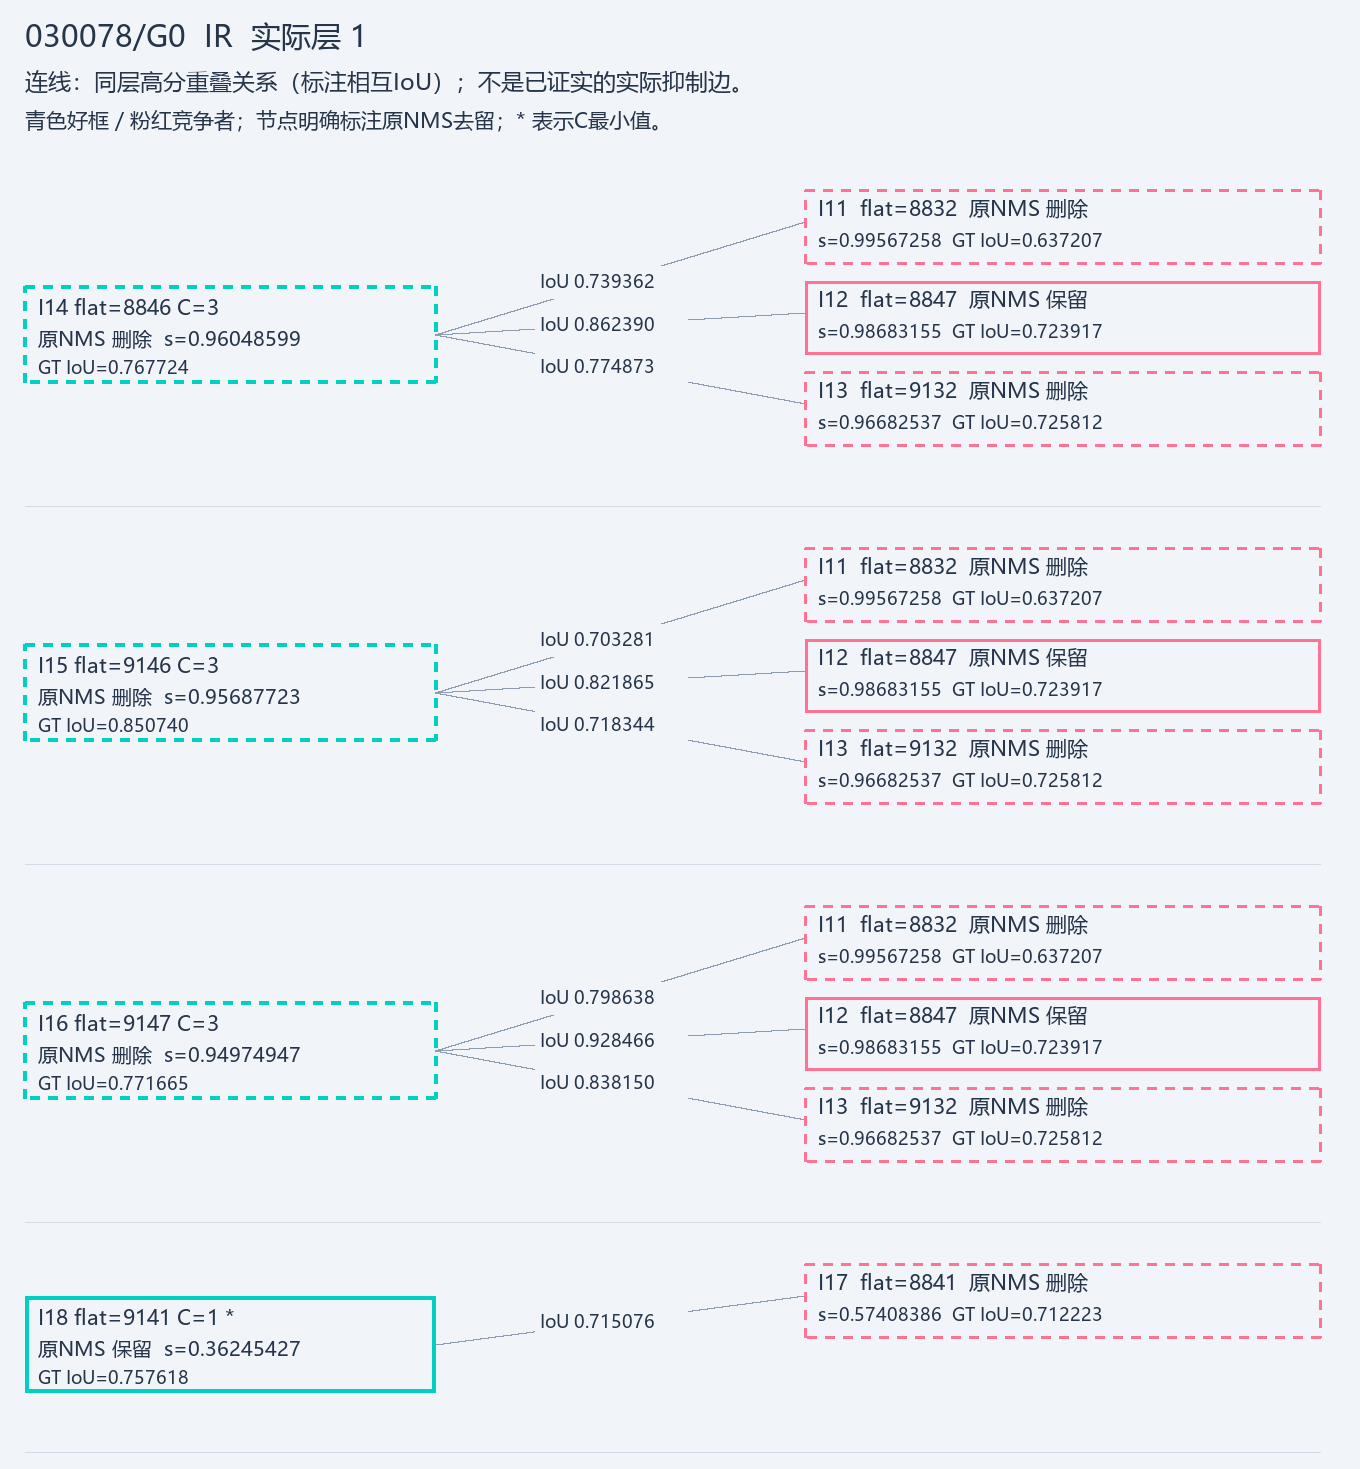 030078/G0 IR 实际层 1
连线：同层高分重叠关系（标注相互IoU）；不是已证实的实际抑制边。
青色好框 / 粉红竞争者；节点明确标注原NMS去留；* 表示C最小值。
I14 flat=8846 C=3
原NMS 删除 s=0.96048599
GT IoU=0.767724
IoU 0.739362
IoU 0.862390
IoU 0.774873
I11 flat=8832 原NMS 删除
s=0.99567258 GT IoU=0.637207
I12 flat=8847 原NMS 保留
s=0.98683155 GT IoU=0.723917
I13 flat=9132 原NMS 删除
s=0.96682537 GT IoU=0.725812
I15 flat=9146 C=3
原NMS 删除 s=0.95687723
GT IoU=0.850740
IoU 0.703281
IoU 0.821865
IoU 0.718344
I11 flat=8832 原NMS 删除
s=0.99567258 GT IoU=0.637207
I12 flat=8847 原NMS 保留
s=0.98683155 GT IoU=0.723917
I13 flat=9132 原NMS 删除
s=0.96682537 GT IoU=0.725812
I16 flat=9147 C=3
原NMS 删除 s=0.94974947
GT IoU=0.771665
IoU 0.798638
IoU 0.928466
IoU 0.838150
I11 flat=8832 原NMS 删除
s=0.99567258 GT IoU=0.637207
I12 flat=8847 原NMS 保留
s=0.98683155 GT IoU=0.723917
I13 flat=9132 原NMS 删除
s=0.96682537 GT IoU=0.725812
I18 flat=9141 C=1 *
原NMS 保留 s=0.36245427
GT IoU=0.757618
IoU 0.715076
I17 flat=8841 原NMS 删除
s=0.57408386 GT IoU=0.712223